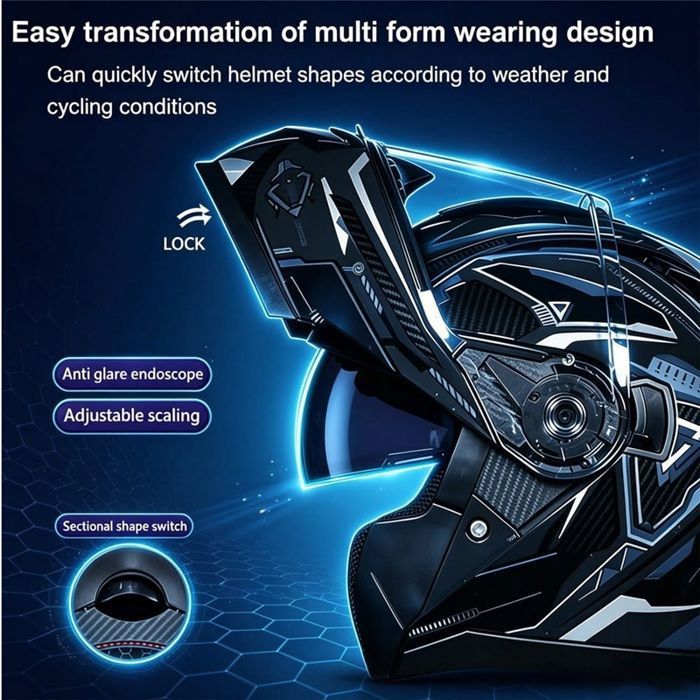 Easy transformation of multi form wearing design
Can quickly switch helmet shapes according to weather and
cycling conditions
LOCK
Anti glare endoscope
Adjustable scaling
Sectional shape switch